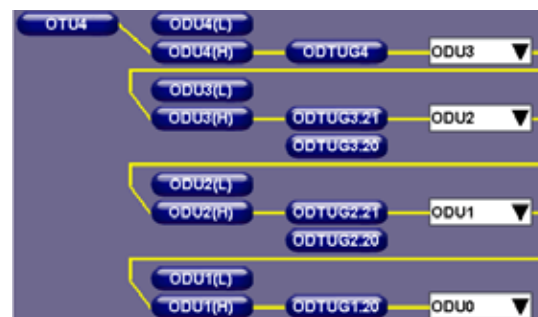 OTU4 ODU4(L)
ODU4(H) ODTUG4 ODU3
ODU3(L)
ODU3(H) ODTUG3.21 ODU2
ODTUG3.20
ODU2(L)
ODU2(H) ODTUG2.21 ODU1
ODTUG2.20
ODU1(L)
ODU1(H) ODTUG1.20 ODU0